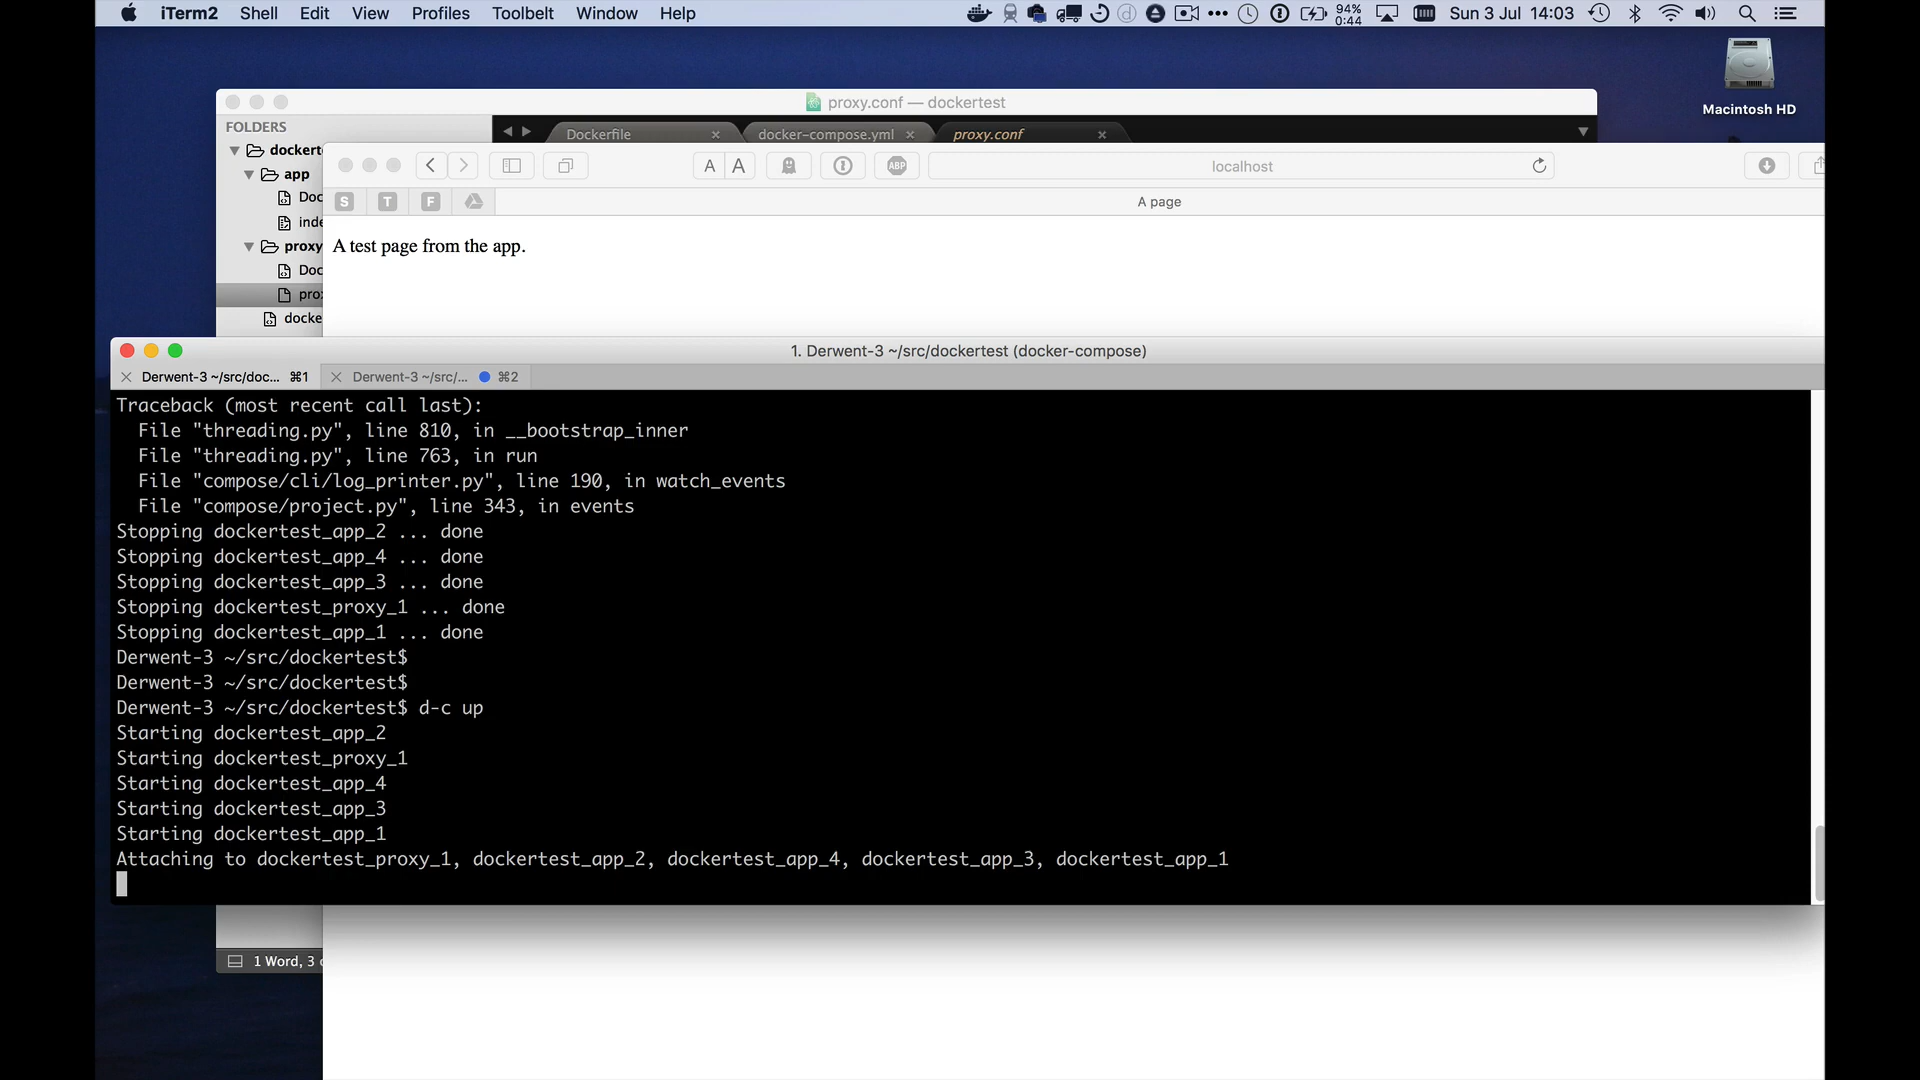 iTerm2 Shell Edit View Profiles Toolbelt Window Help 94% 0:44 Sun 3 Jul 14:03
Macintosh HD
proxy.conf — dockertest
FOLDERS
Dockerfile docker-compose.yml proxy.conf
dockert
app
Doc
inde
proxy
Doc
prox
docke
A A ABP localhost
S T F A page
A test page from the app.
1. Derwent-3 ~/src/dockertest (docker-compose)
Derwent-3 ~/src/doc... ⌘1 Derwent-3 ~/src/... ⌘2
Traceback (most recent call last):
File "threading.py", line 810, in __bootstrap_inner
File "threading.py", line 763, in run
File "compose/cli/log_printer.py", line 190, in watch_events
File "compose/project.py", line 343, in events
Stopping dockertest_app_2 ... done
Stopping dockertest_app_4 ... done
Stopping dockertest_app_3 ... done
Stopping dockertest_proxy_1 ... done
Stopping dockertest_app_1 ... done
Derwent-3 ~/src/dockertest$
Derwent-3 ~/src/dockertest$
Derwent-3 ~/src/dockertest$ d-c up
Starting dockertest_app_2
Starting dockertest_proxy_1
Starting dockertest_app_4
Starting dockertest_app_3
Starting dockertest_app_1
Attaching to dockertest_proxy_1, dockertest_app_2, dockertest_app_4, dockertest_app_3, dockertest_app_1
1 Word, 3